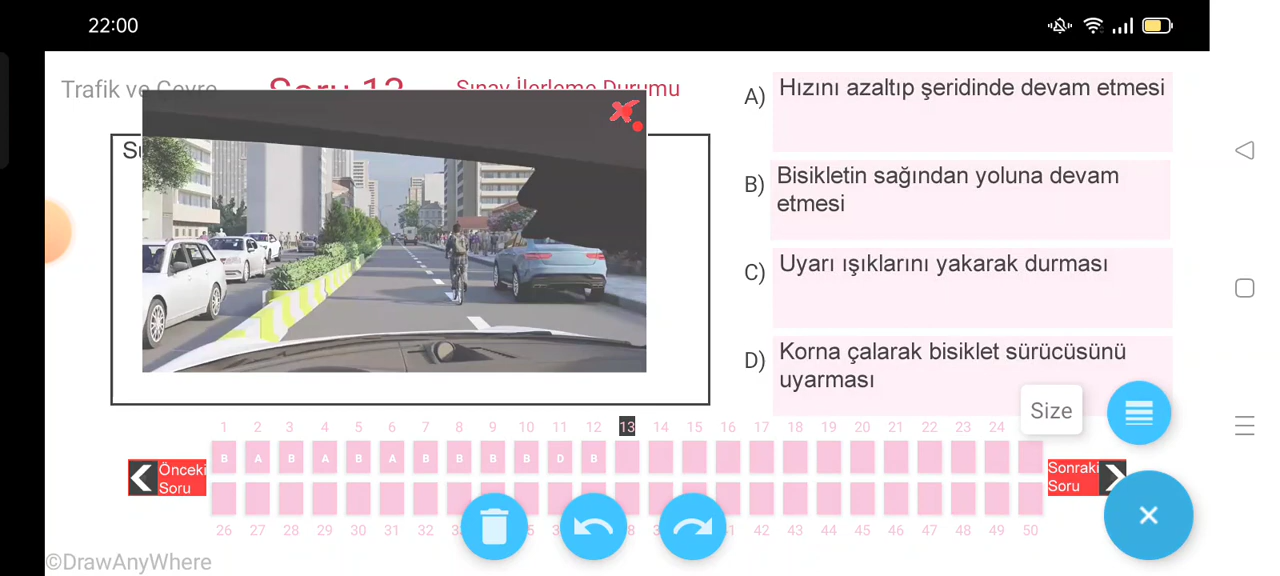 22:00
Trafik ve Çevre
Soru 13
Sınav İlerleme Durumu
A) Hızını azaltıp şeridinde devam etmesi
B) Bisikletin sağından yoluna devam
etmesi
C) Uyarı ışıklarını yakarak durması
D) Korna çalarak bisiklet sürücüsünü
uyarması
Size
1 2 3 4 5 6 7 8 9 10 11 12 13 14 15 16 17 18 19 20 21 22 23 24
B A B A B A B B B B D B
Önceki
Soru
Sonraki
Soru
26 27 28 29 30 31 32 42 43 44 45 46 47 48 49 50
©DrawAnyWhere